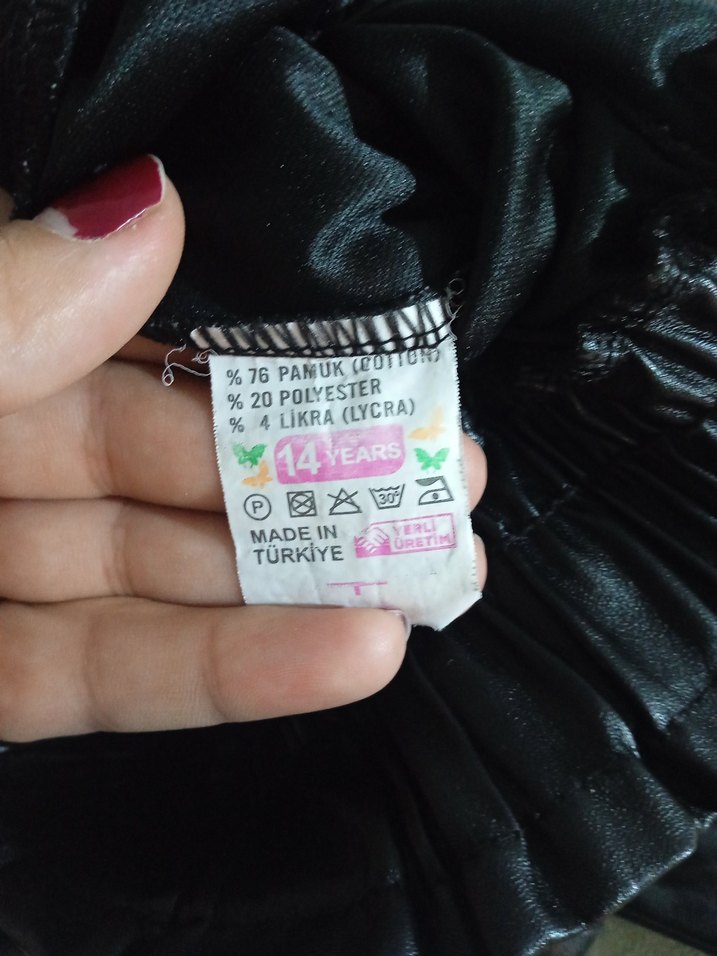 % 76 PAMUK (COTTON)
% 20 POLYESTER
% 4 LİKRA (LYCRA)
14 YEARS
P
30°
MADE IN
TÜRKİYE
YERLİ
ÜRETİM